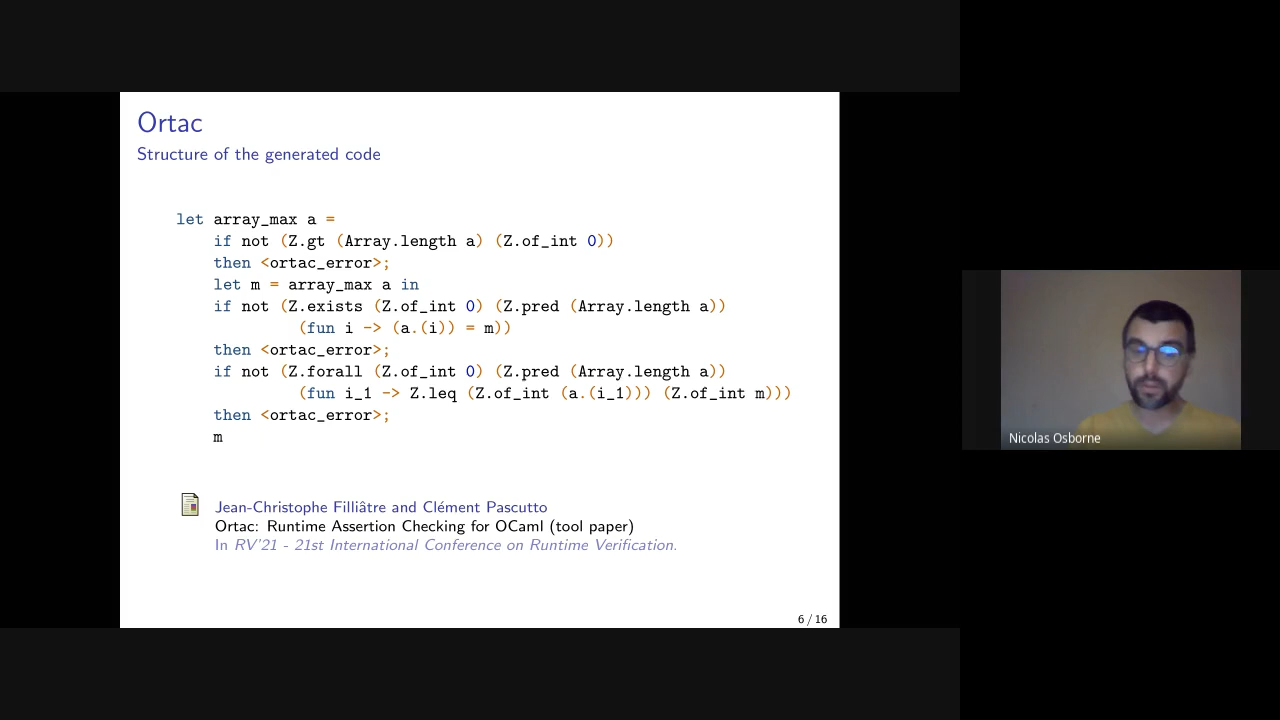 Ortac
Structure of the generated code
let array_max a =
if not (Z.gt (Array.length a) (Z.of_int 0))
then <ortac_error>;
let m = array_max a in
if not (Z.exists (Z.of_int 0) (Z.pred (Array.length a))
(fun i -> (a.(i)) = m))
then <ortac_error>;
if not (Z.forall (Z.of_int 0) (Z.pred (Array.length a))
(fun i_1 -> Z.leq (Z.of_int (a.(i_1))) (Z.of_int m)))
then <ortac_error>;
m
Jean-Christophe Filliâtre and Clément Pascutto
Ortac: Runtime Assertion Checking for OCaml (tool paper)
In RV'21 - 21st International Conference on Runtime Verification.
6 / 16
Nicolas Osborne